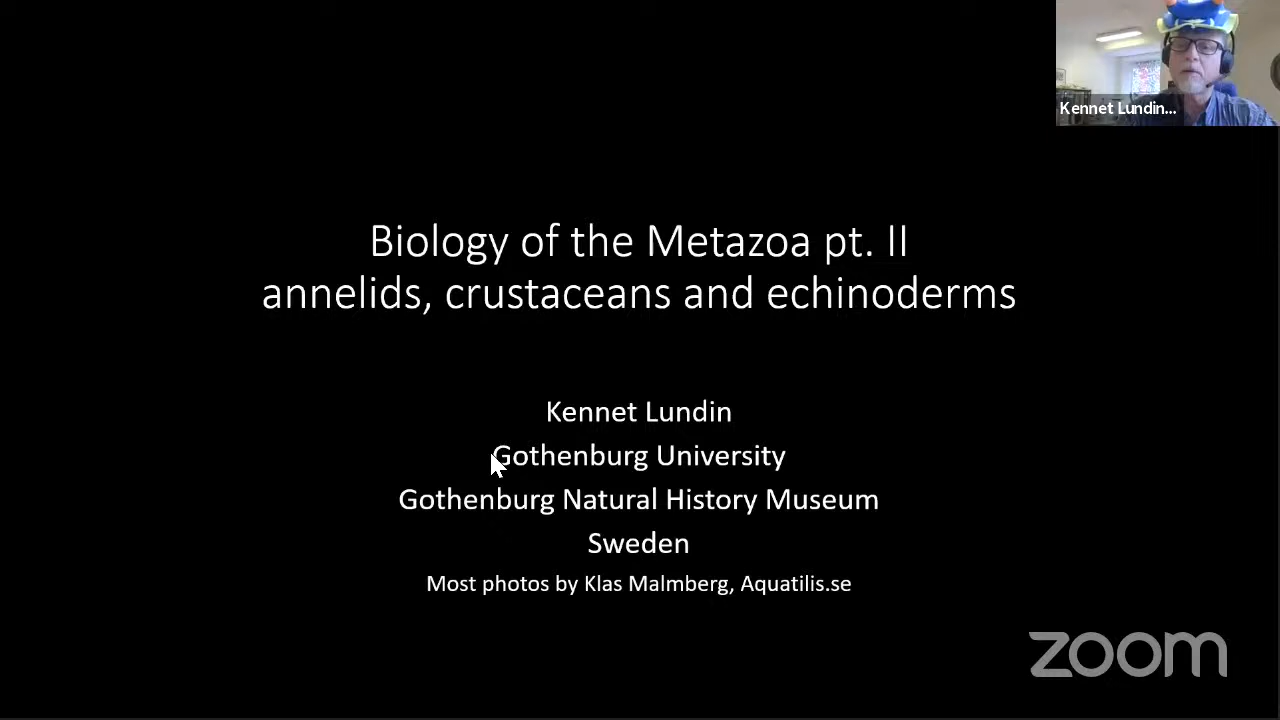 Kennet Lundin...
Biology of the Metazoa pt. II
annelids, crustaceans and echinoderms
Kennet Lundin
Gothenburg University
Gothenburg Natural History Museum
Sweden
Most photos by Klas Malmberg, Aquatilis.se
zoom